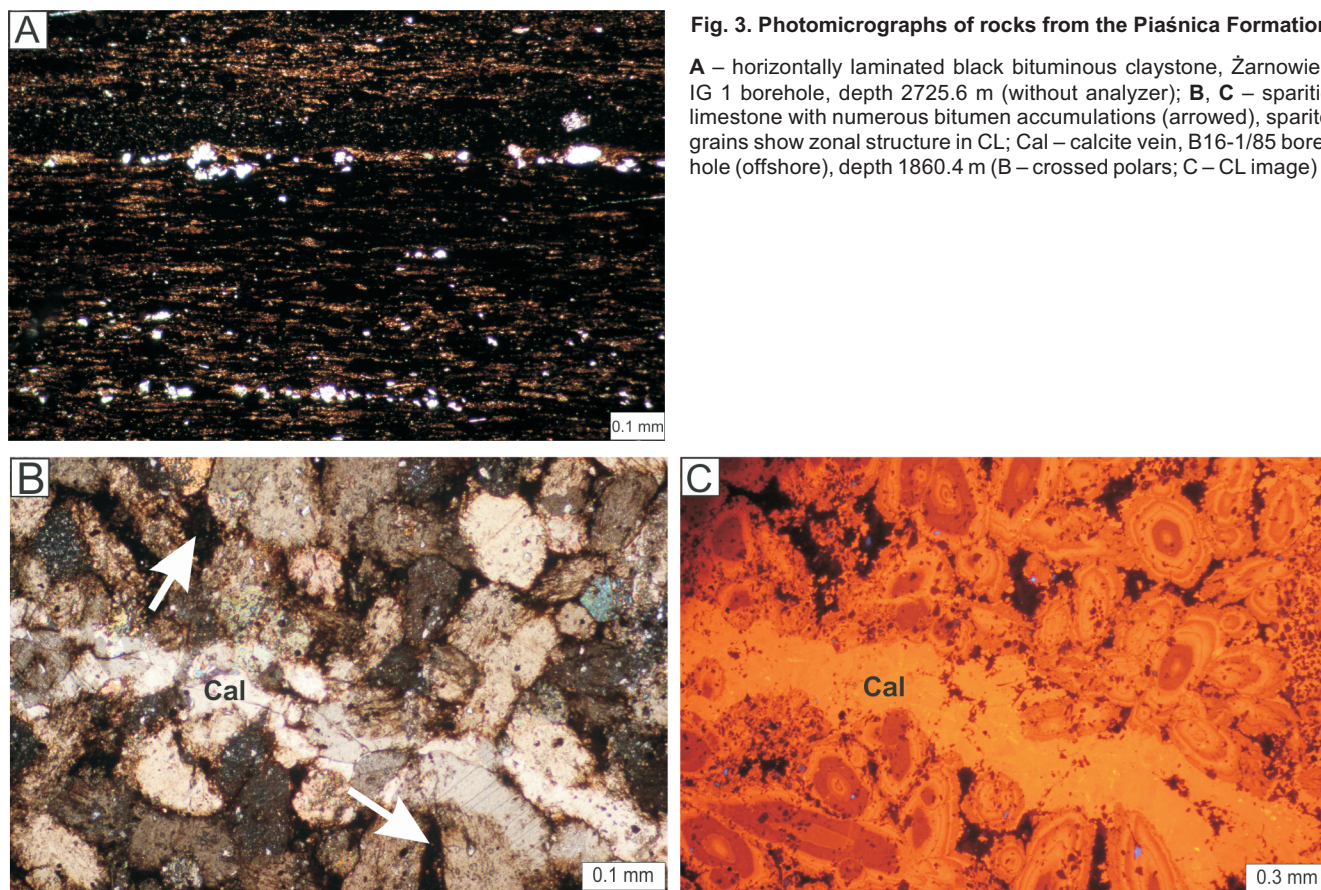 A
Fig. 3. Photomicrographs of rocks from the Piaśnica Formation
A – horizontally laminated black bituminous claystone, Żarnowie
IG 1 borehole, depth 2725.6 m (without analyzer); B, C – spariti
limestone with numerous bitumen accumulations (arrowed), sparit
grains show zonal structure in CL; Cal – calcite vein, B16-1/85 bore
hole (offshore), depth 1860.4 m (B – crossed polars; C – CL image)
0.1 mm
B
Cal
0.1 mm
C
Cal
0.3 mm